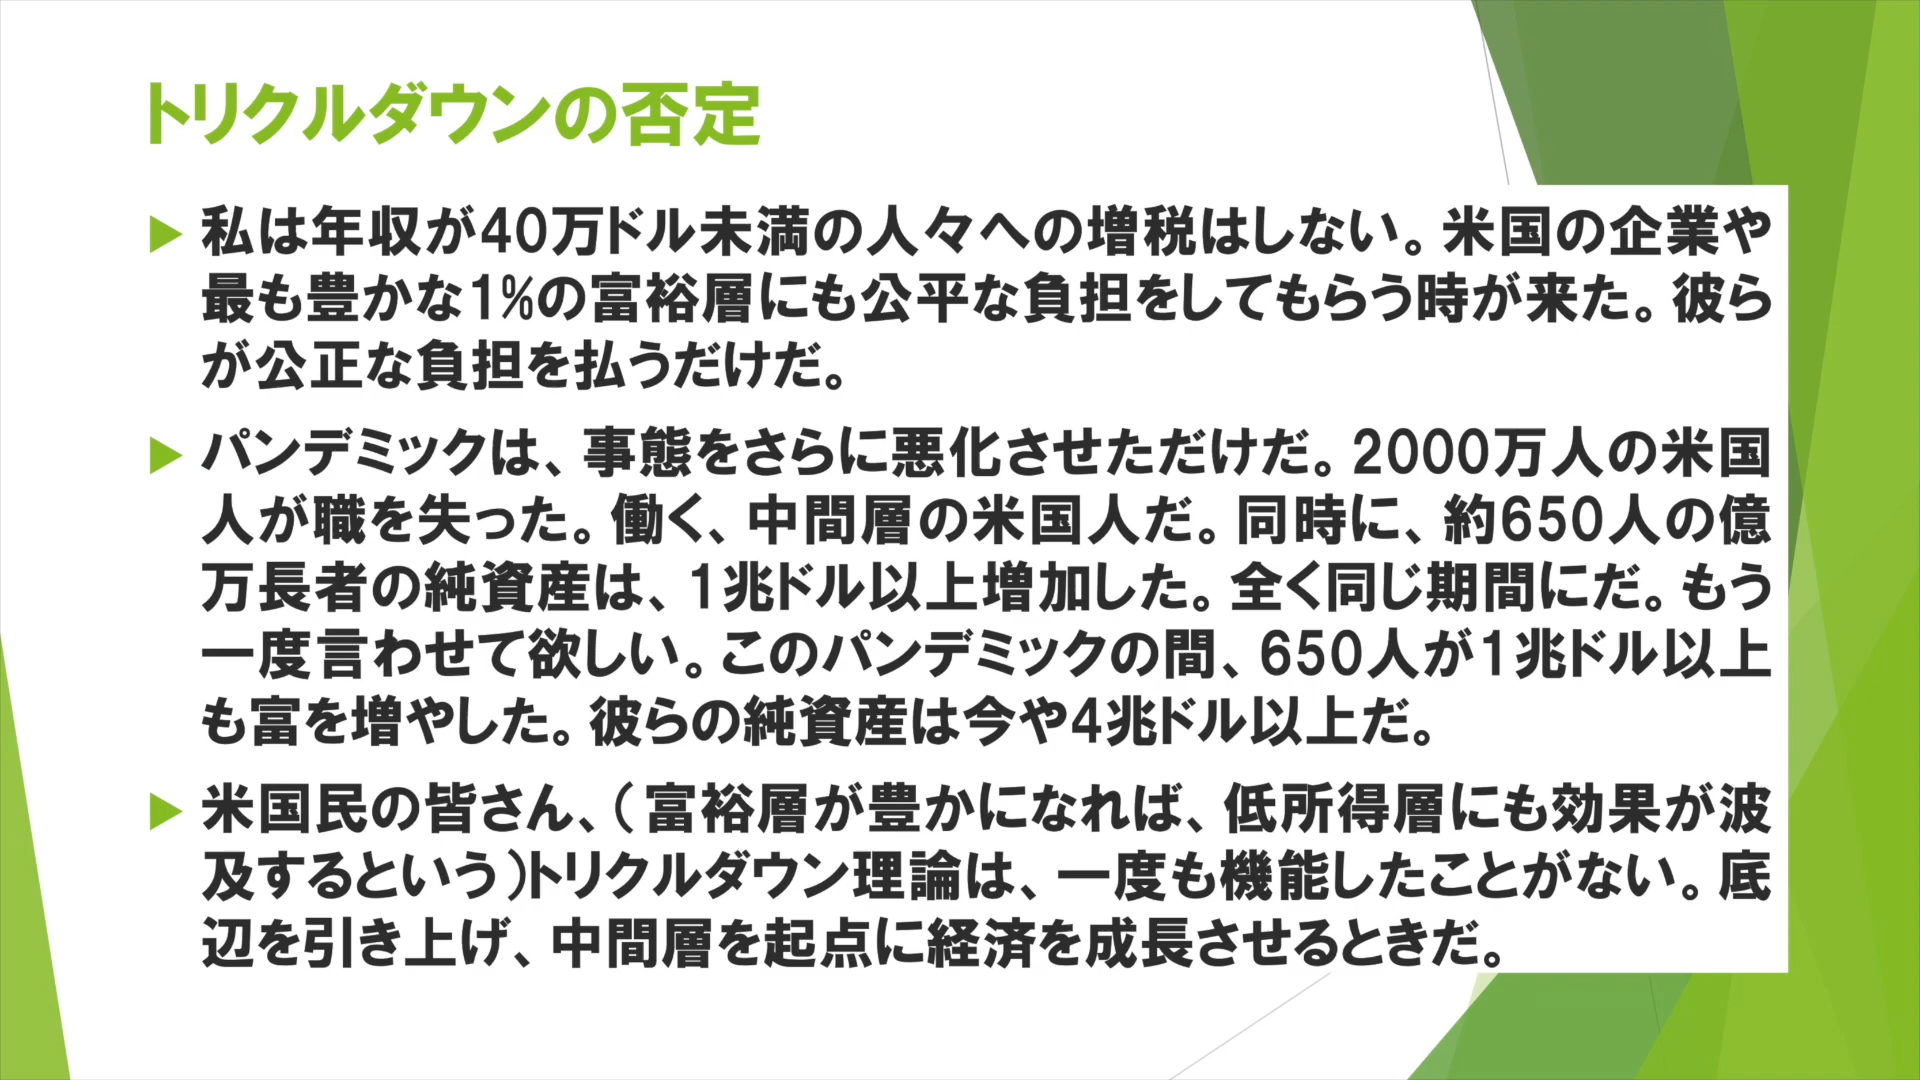 トリクルダウンの否定
私は年収が40万ドル未満の人々への増税はしない。米国の企業や
最も豊かな1%の富裕層にも公平な負担をしてもらう時が来た。彼ら
が公正な負担を払うだけだ。
パンデミックは、事態をさらに悪化させただけだ。2000万人の米国
人が職を失った。働く、中間層の米国人だ。同時に、約650人の億
万長者の純資産は、1兆ドル以上増加した。全く同じ期間にだ。もう
一度言わせて欲しい。このパンデミックの間、650人が1兆ドル以上
も富を増やした。彼らの純資産は今や4兆ドル以上だ。
米国民の皆さん、（富裕層が豊かになれば、低所得層にも効果が波
及するという）トリクルダウン理論は、一度も機能したことがない。底
辺を引き上げ、中間層を起点に経済を成長させるときだ。